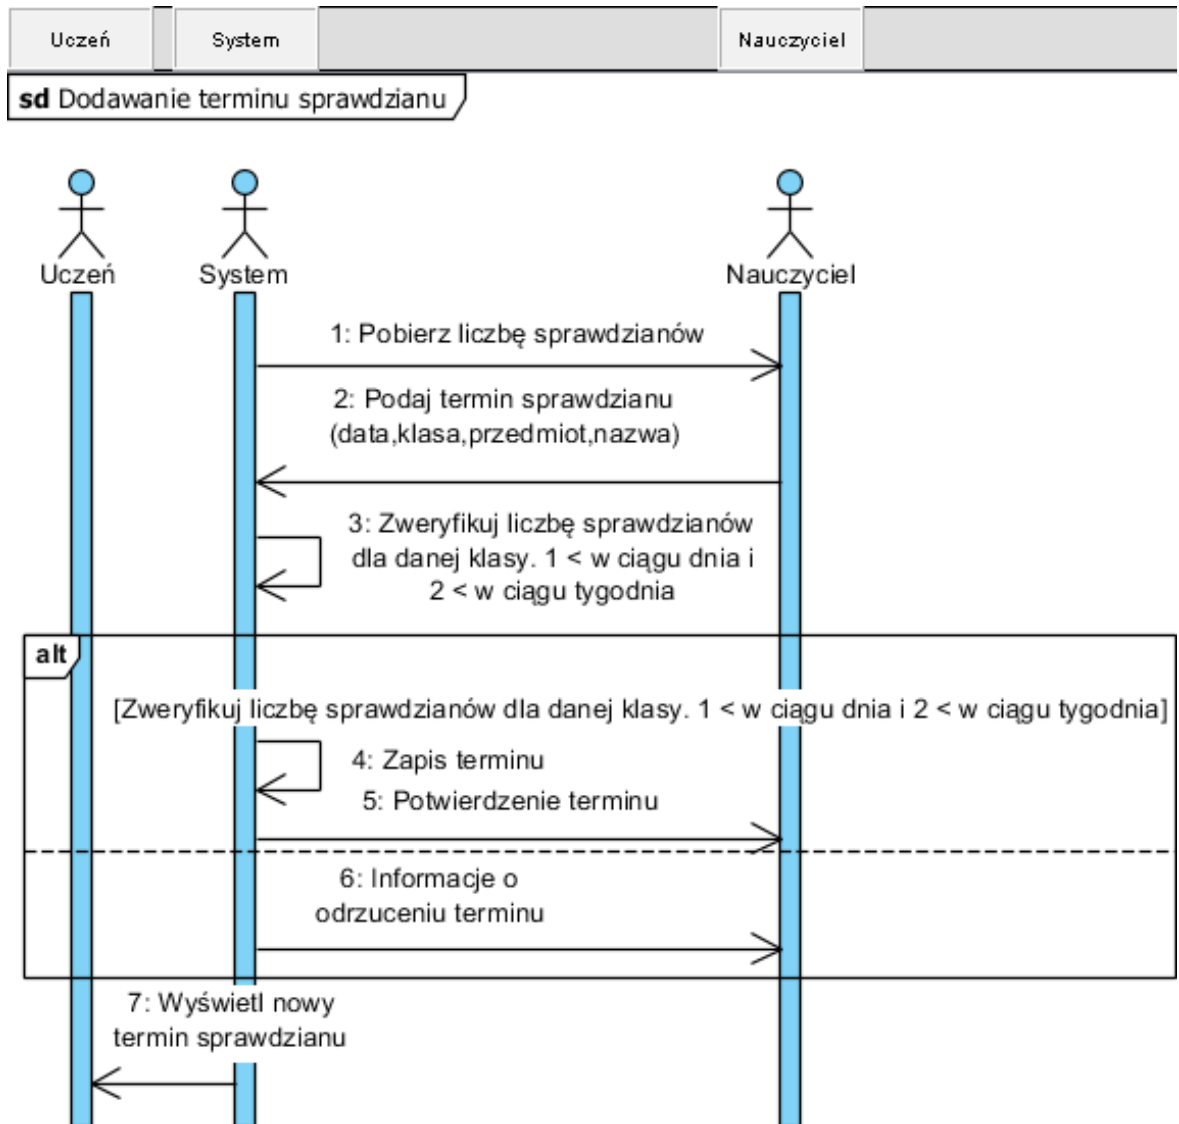 Uczeń System Nauczyciel
sd Dodawanie terminu sprawdzianu
Uczeń System Nauczyciel
1: Pobierz liczbę sprawdzianów
2: Podaj termin sprawdzianu
(data,klasa,przedmiot,nazwa)
3: Zweryfikuj liczbę sprawdzianów
dla danej klasy. 1 < w ciągu dnia i
2 < w ciągu tygodnia
alt
[Zweryfikuj liczbę sprawdzianów dla danej klasy. 1 < w ciągu dnia i 2 < w ciągu tygodnia]
4: Zapis terminu
5: Potwierdzenie terminu
6: Informacje o
odrzuceniu terminu
7: Wyświetl nowy
termin sprawdzianu